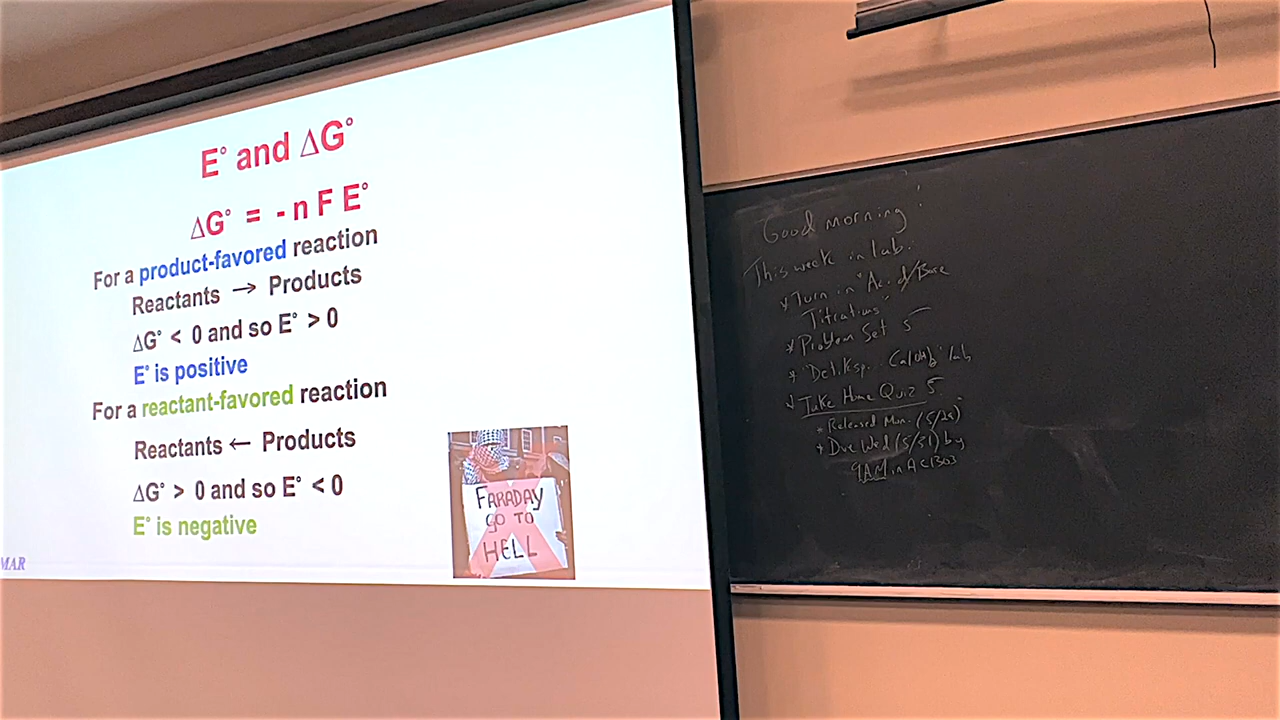 E° and ΔG°
ΔG° = - n F E°
For a product-favored reaction
Reactants → Products
ΔG° < 0 and so E° > 0
E° is positive
For a reactant-favored reaction
Reactants ← Products
ΔG° > 0 and so E° < 0
E° is negative
MAR
FARADAY
GO TO
HELL
Good morning!
This week in lab:
* Turn in "Acid/Base
Titrations"
* Problem Set 5
* "Det. Ksp Ca(OH)2" lab
Take Home Quiz 5
* Released Mon.
* Due Wed (5/31) by
9AM in AC1303